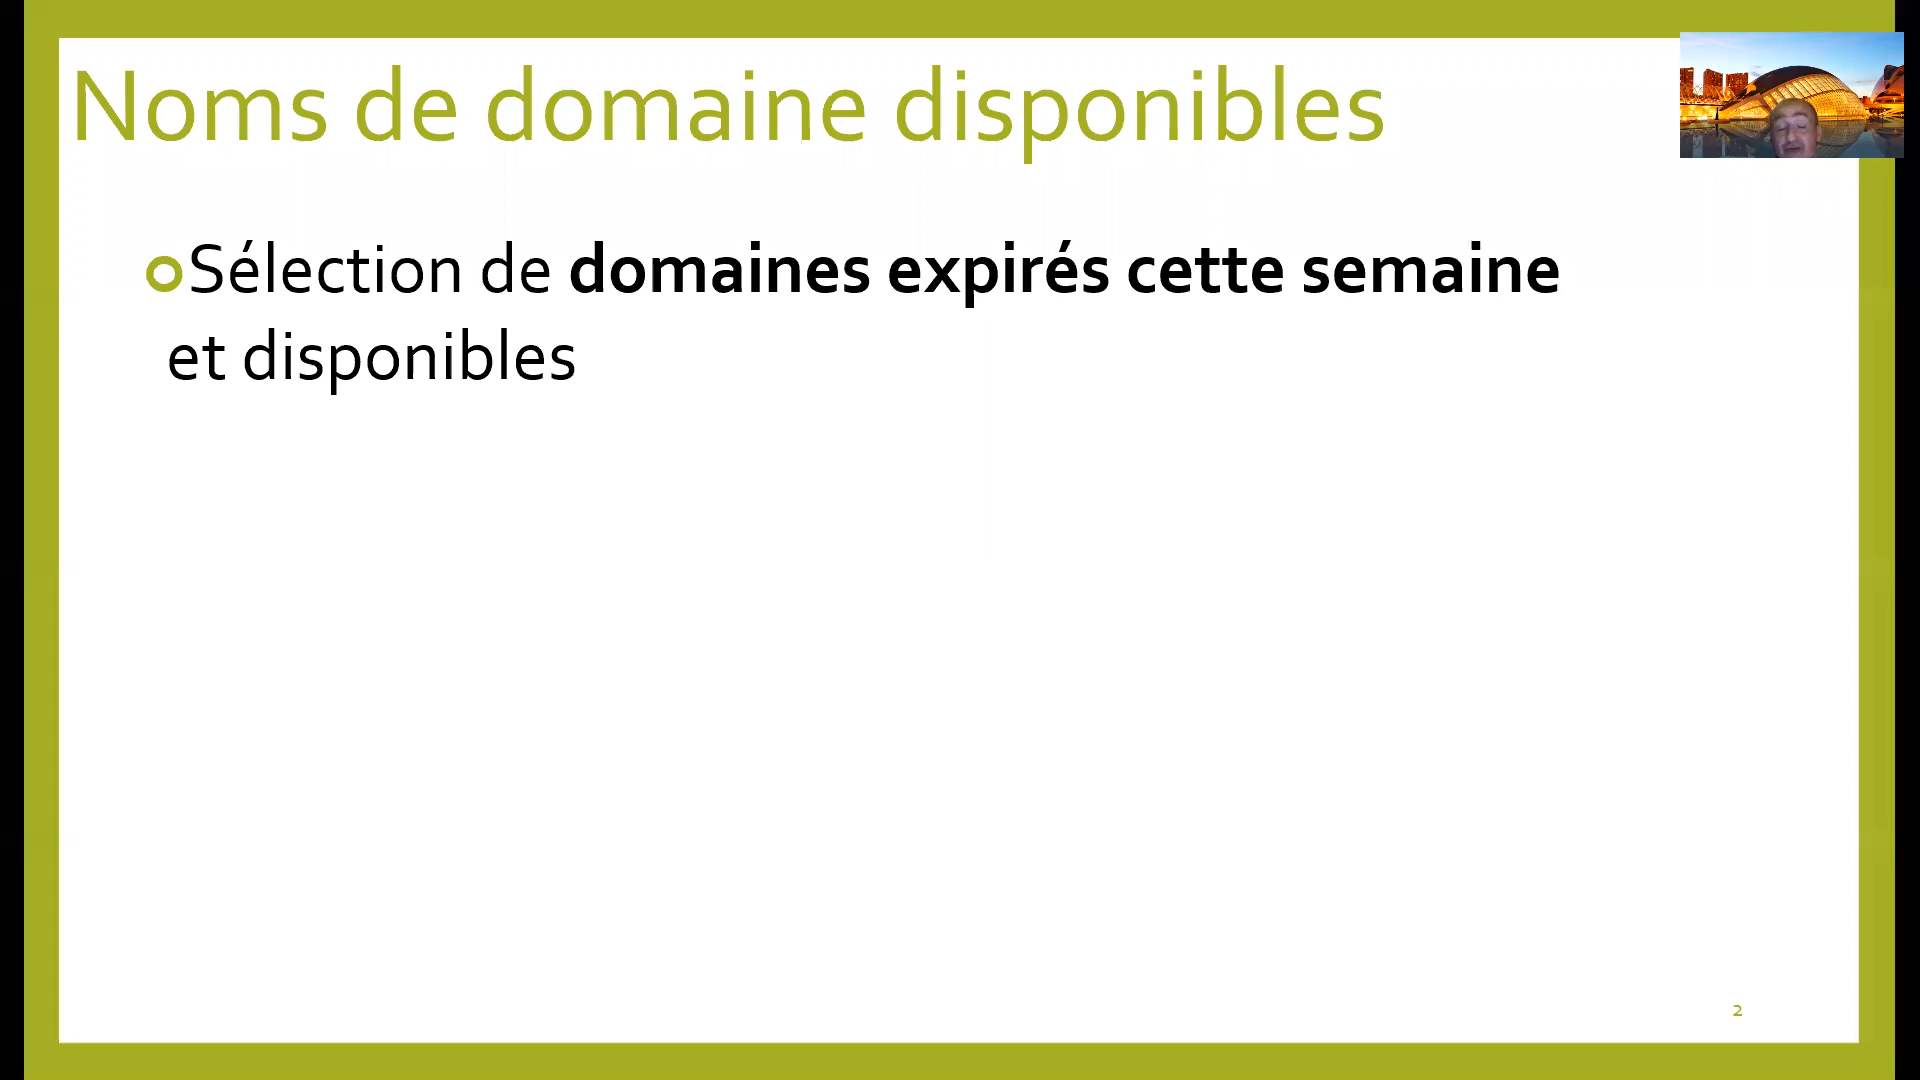 Noms de domaine disponibles
Sélection de domaines expirés cette semaine
et disponibles
2